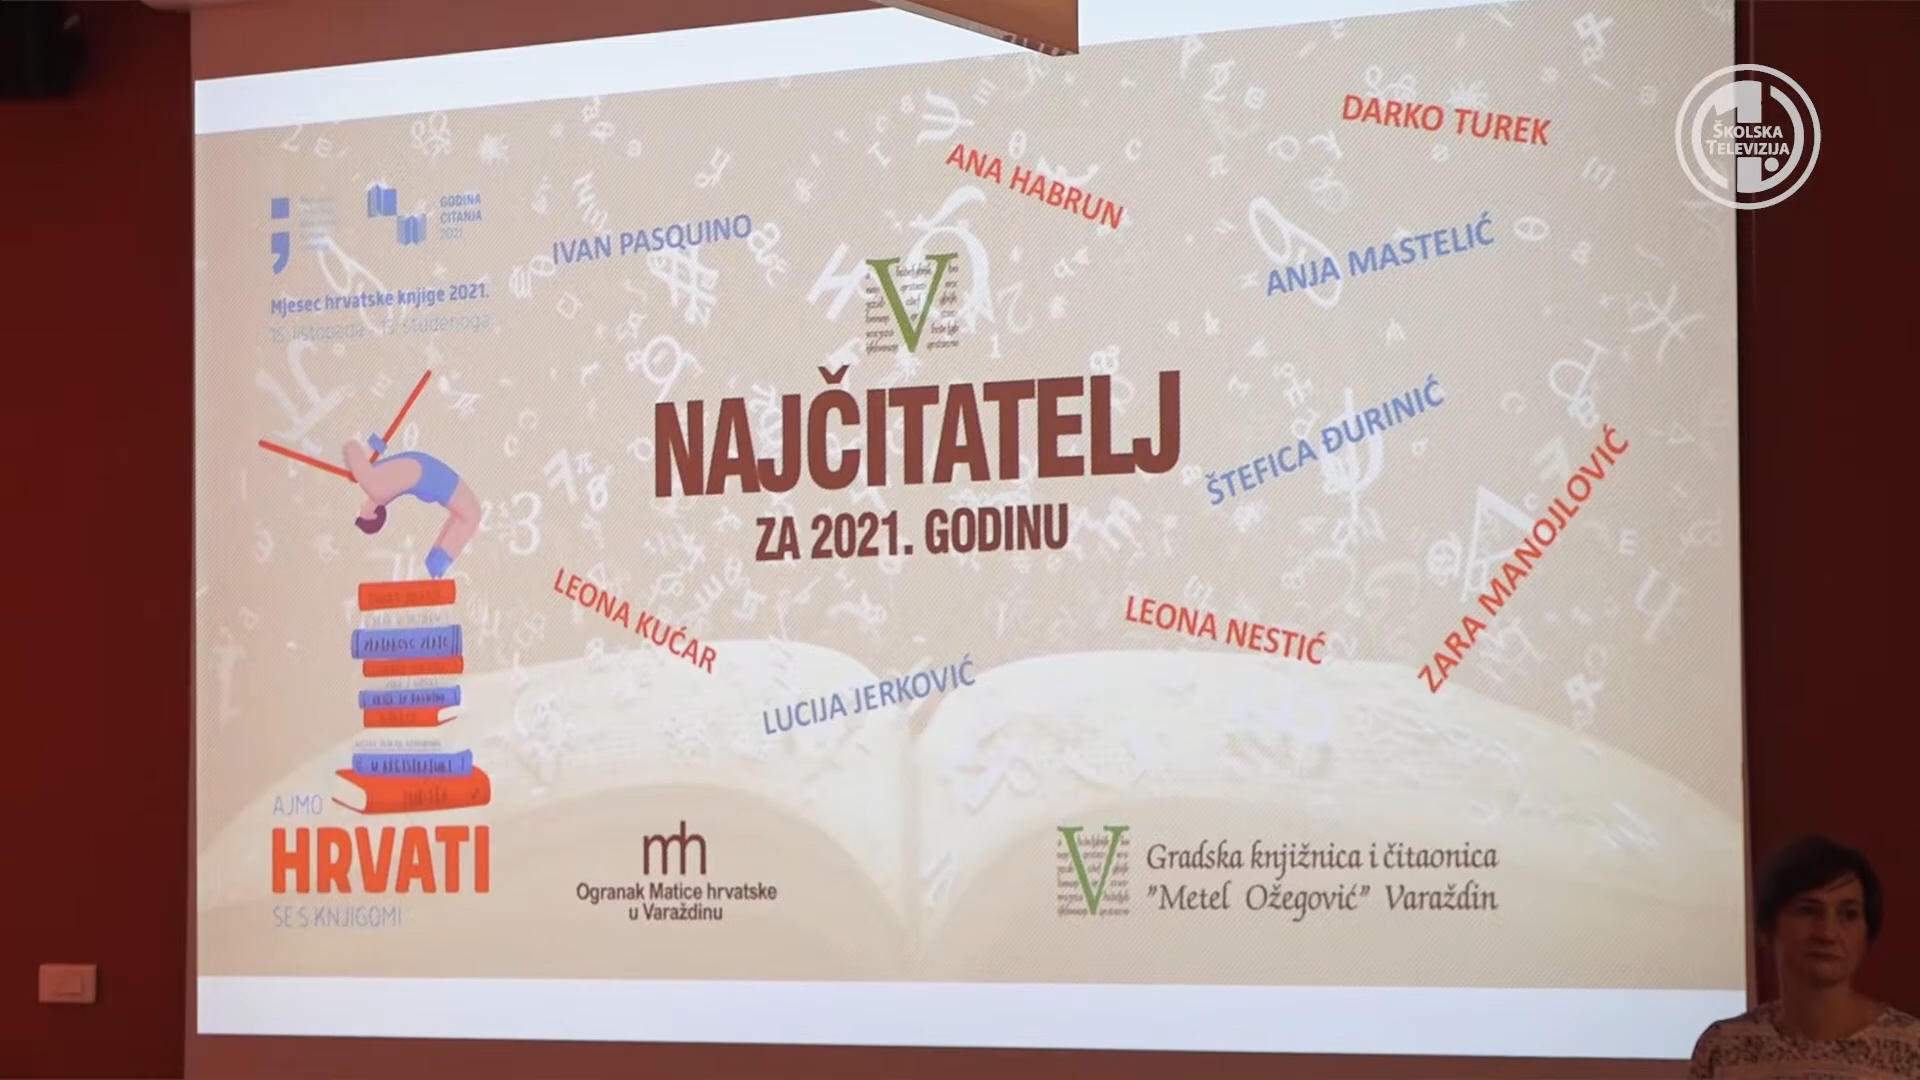 DARKO TUREK
ŠKOLSKA
TELEVIZIJA
ANA HABRUN
GODINA
ČITANJA
2021.
IVAN PASQUINO
ANJA MASTELIĆ
Mjesec hrvatske knjige 2021.
15. listopada - 15. studenoga
V
NAJČITATELJ
ZA 2021. GODINU
ŠTEFICA ĐURINIĆ
ZARA MANOJLOVIĆ
LEONA KUĆAR
LEONA NESTIĆ
LUCIJA JERKOVIĆ
U REGISTRATURI
AJMO
HRVATI
SE S KNJIGOM!
mh
Ogranak Matice hrvatske
u Varaždinu
V
Gradska knjižnica i čitaonica
"Metel Ožegović" Varaždin